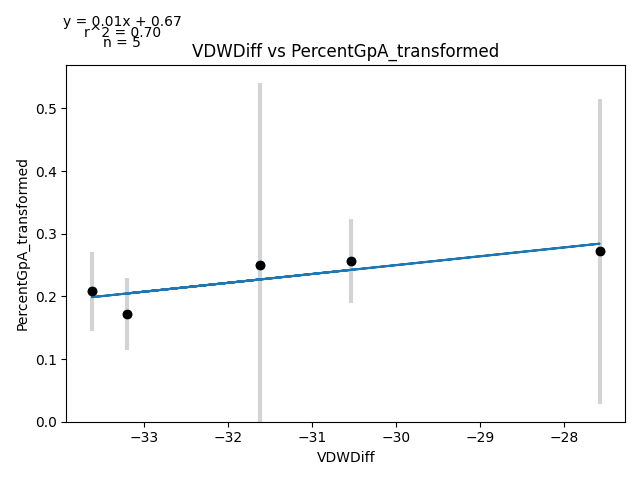 y = 0.01x + 0.67
r^2 = 0.70
n = 5
VDWDiff vs PercentGpA_transformed
PercentGpA_transformed
0.5
0.4
0.3
0.2
0.1
0.0
−33
−32
−31
−30
−29
−28
VDWDiff